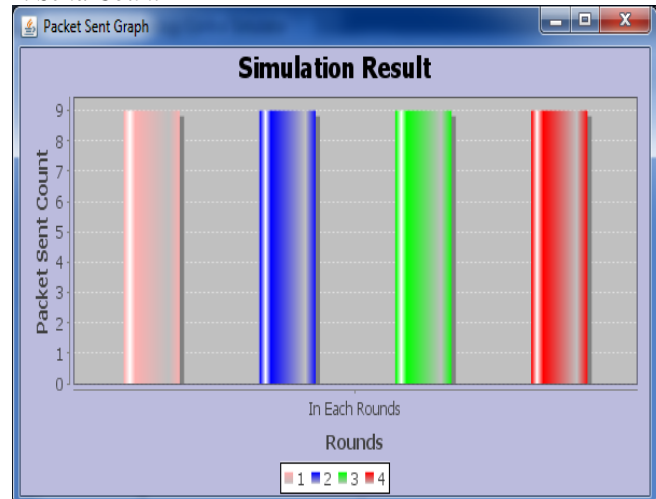 Packet Sent Graph
Simulation Result
Packet Sent Count
9
8
7
6
5
4
3
2
1
0
In Each Rounds
Rounds
1 2 3 4